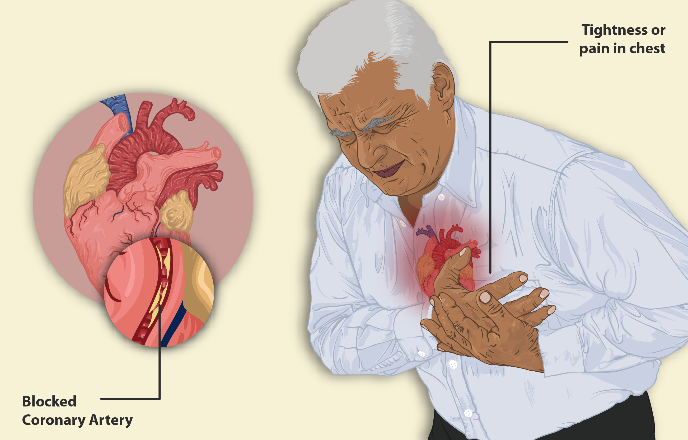 Tightness or
pain in chest
Blocked
Coronary Artery